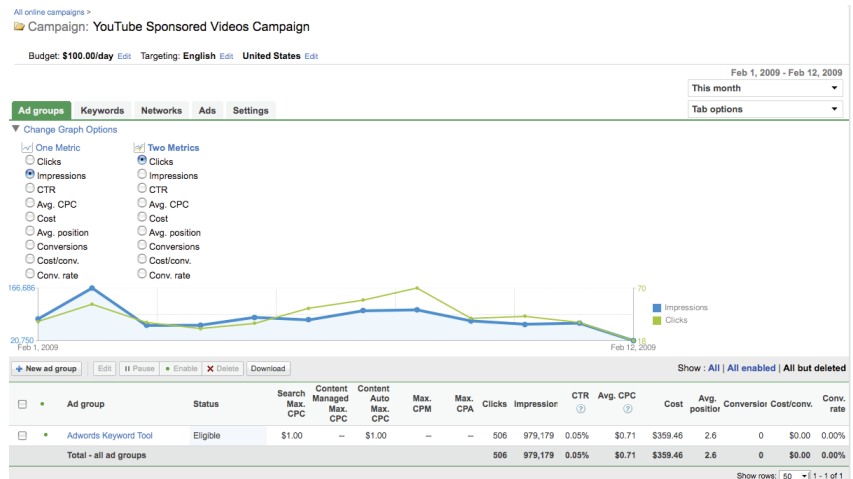 All online campaigns >
Campaign: YouTube Sponsored Videos Campaign
Budget: $100.00/day Edit Targeting: English Edit United States Edit
Feb 1, 2009 - Feb 12, 2009
This month
Ad groups Keywords Networks Ads Settings Tab options
Change Graph Options
One Metric Two Metrics
Clicks Clicks
Impressions Impressions
CTR CTR
Avg. CPC Avg. CPC
Cost Cost
Avg. position Avg. position
Conversions Conversions
Cost/conv. Cost/conv.
Conv. rate Conv. rate
166,686 70
Impressions
Clicks
20,750 18
Feb 1, 2009 Feb 12, 2009
+ New ad group Edit Pause Enable Delete Download Show : All | All enabled | All but deleted
Ad group Status Search Max. CPC Content Managed Max. CPC Content Auto Max. CPC Max. CPM Max. CPA Clicks Impression CTR ? Avg. CPC ? Cost Avg. position Conversior Cost/conv. Conv. rate
Adwords Keyword Tool Eligible $1.00 -- $1.00 -- -- 506 979,179 0.05% $0.71 $359.46 2.6 0 $0.00 0.00%
Total - all ad groups 506 979,179 0.05% $0.71 $359.46 2.6 0 $0.00 0.00%
Show rows: 50 1 - 1 of 1